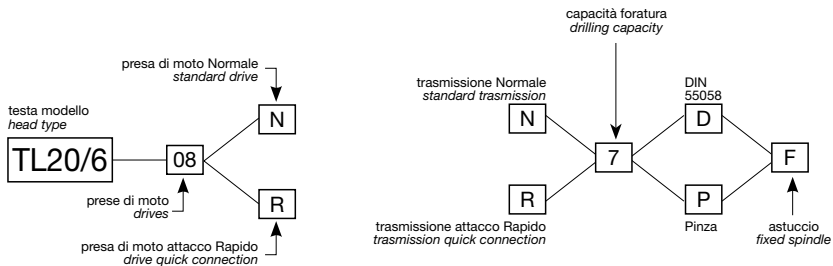 testa modello
head type
TL20/6
08
prese di moto
drives
presa di moto Normale
standard drive
N
R
presa di moto attacco Rapido
drive quick connection
capacità foratura
drilling capacity
trasmissione Normale
standard trasmission
N
R
trasmissione attacco Rapido
trasmission quick connection
7
DIN
55058
D
P
Pinza
F
astuccio
fixed spindle